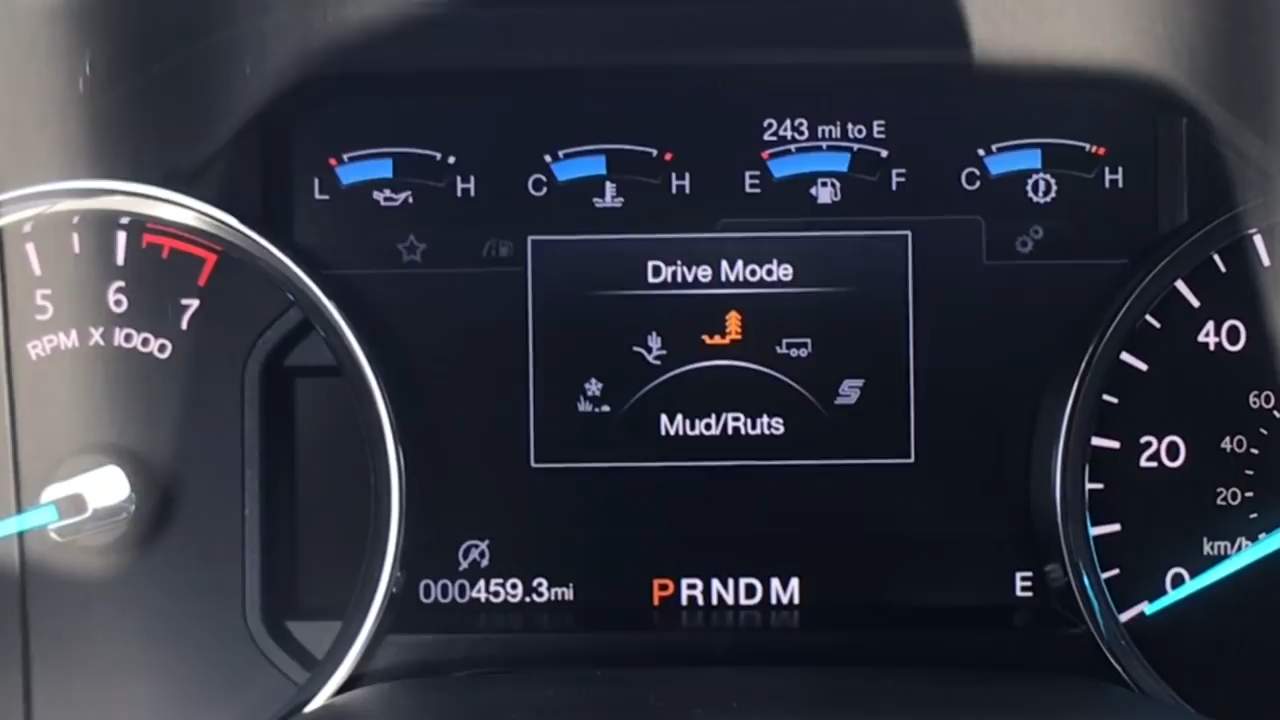 243 mi to E
L H
C H
E F
C H
5 6 7
RPM X 1000
Drive Mode
Mud/Ruts
40
20
0
60
40
20
km/h
000459.3mi
PRNDM
E